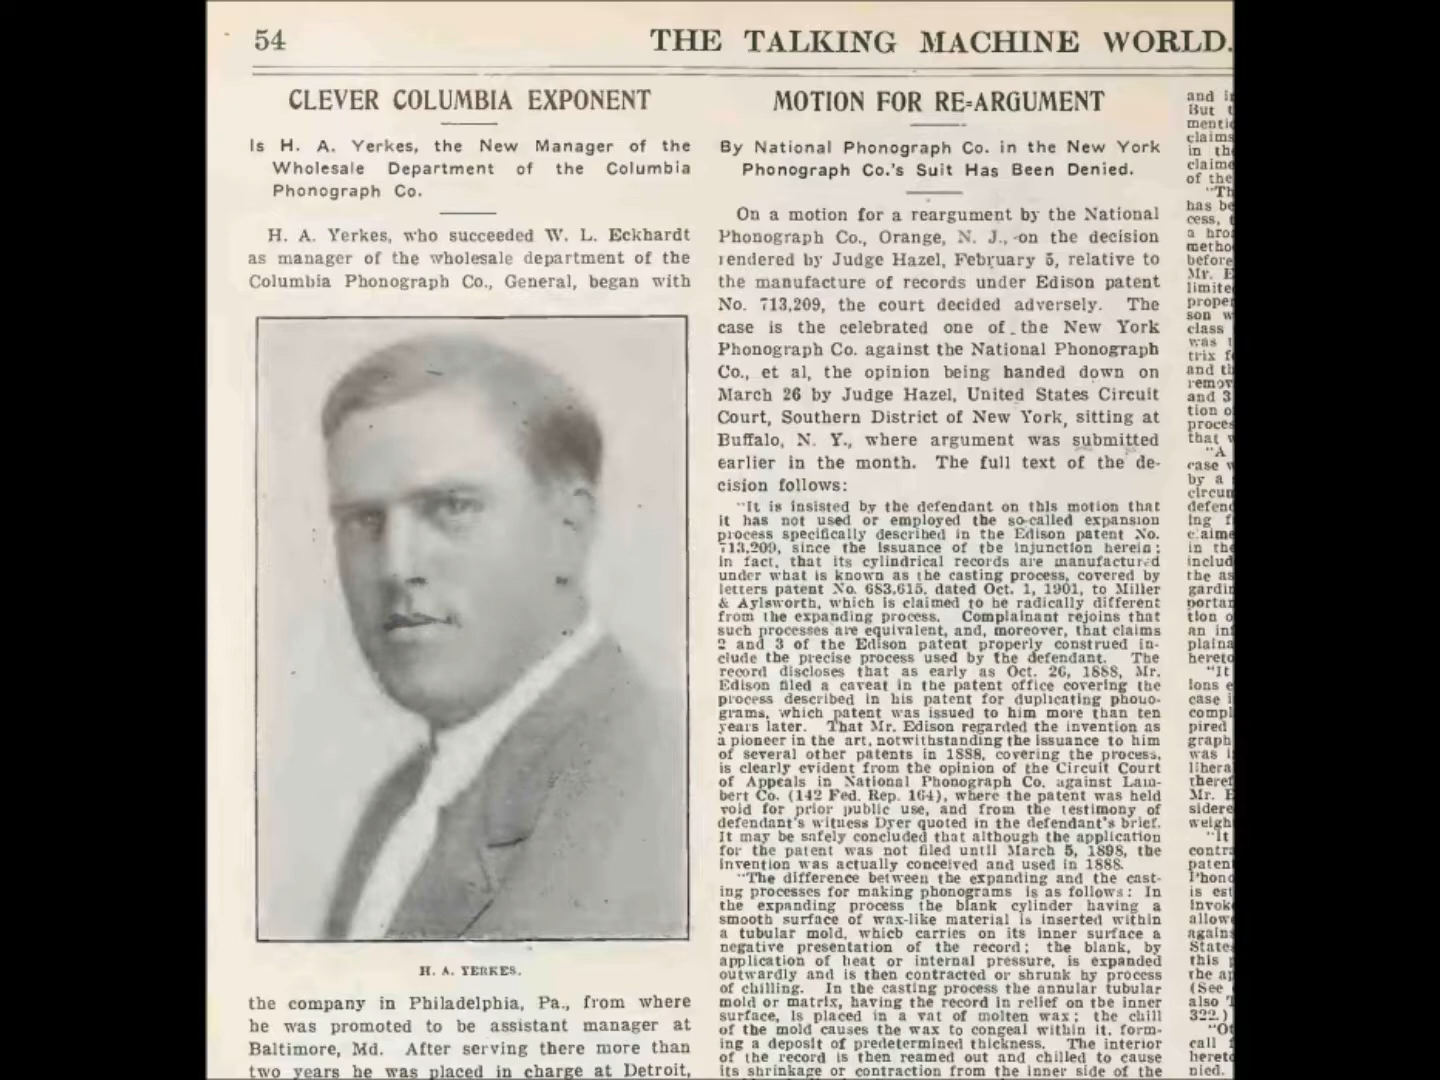 54
THE TALKING MACHINE WORLD.
CLEVER COLUMBIA EXPONENT
Is H. A. Yerkes, the New Manager of the
Wholesale Department of the Columbia
Phonograph Co.
H. A. Yerkes, who succeeded W. L. Eckhardt
as manager of the wholesale department of the
Columbia Phonograph Co., General, began with
H. A. YERKES.
the company in Philadelphia, Pa., from where
he was promoted to be assistant manager at
Baltimore, Md. After serving there more than
two years he was placed in charge at Detroit,
MOTION FOR RE-ARGUMENT
By National Phonograph Co. in the New York
Phonograph Co.'s Suit Has Been Denied.
On a motion for a reargument by the National
Phonograph Co., Orange, N. J., on the decision
rendered by Judge Hazel, February 5, relative to
the manufacture of records under Edison patent
No. 713,209, the court decided adversely. The
case is the celebrated one of the New York
Phonograph Co. against the National Phonograph
Co., et al, the opinion being handed down on
March 26 by Judge Hazel, United States Circuit
Court, Southern District of New York, sitting at
Buffalo, N. Y., where argument was submitted
earlier in the month. The full text of the de-
cision follows:
"It is insisted by the defendant on this motion that
it has not used or employed the so-called expansion
process specifically described in the Edison patent No.
713,209, since the issuance of the injunction herein;
in fact, that its cylindrical records are manufactured
under what is known as the casting process, covered by
letters patent No. 683,615, dated Oct. 1, 1901, to Miller
& Aylsworth, which is claimed to be radically different
from the expanding process. Complainant rejoins that
such processes are equivalent, and, moreover, that claims
2 and 3 of the Edison patent properly construed in-
clude the precise process used by the defendant. The
record discloses that as early as Oct. 26, 1888, Mr.
Edison filed a caveat in the patent office covering the
process described in his patent for duplicating phono-
grams, which patent was issued to him more than ten
years later. That Mr. Edison regarded the invention as
a pioneer in the art, notwithstanding the issuance to him
of several other patents in 1888, covering the process,
is clearly evident from the opinion of the Circuit Court
of Appeals in National Phonograph Co. against Lam-
bert Co. (142 Fed. Rep. 164), where the patent was held
void for prior public use, and from the testimony of
defendant's witness Dyer quoted in the defendant's brief.
It may be safely concluded that although the application
for the patent was not filed until March 5, 1898, the
invention was actually conceived and used in 1888.
"The difference between the expanding and the cast-
ing processes for making phonograms is as follows: In
the expanding process the blank cylinder having a
smooth surface of wax-like material is inserted within
a tubular mold, which carries on its inner surface a
negative presentation of the record; the blank, by
application of heat or internal pressure, is expanded
outwardly and is then contracted or shrunk by process
of chilling. In the casting process the annular tubular
mold or matrix, having the record in relief on the inner
surface, is placed in a vat of molten wax; the chill
of the mold causes the wax to congeal within it, form-
ing a deposit of predetermined thickness. The interior
of the record is then reamed out and chilled to cause
its shrinkage or contraction from the inner side of the